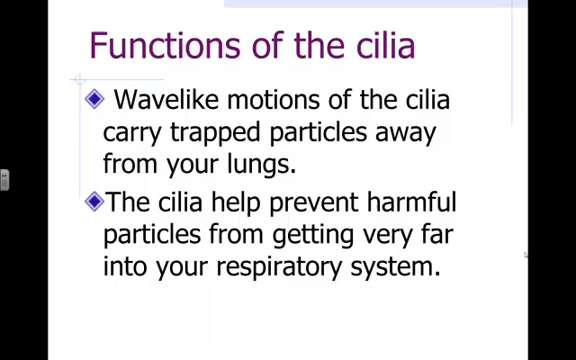 Functions of the cilia
Wavelike motions of the cilia
carry trapped particles away
from your lungs.
The cilia help prevent harmful
particles from getting very far
into your respiratory system.